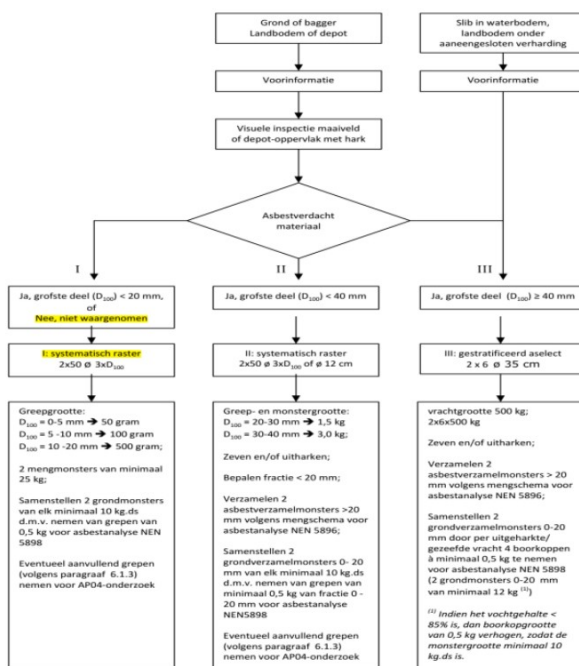 Grond of bagger
Landbodem of depot
Slib in waterbodem,
landbodem onder
aaneengesloten verharding
Voorinformatie
Voorinformatie
Visuele inspectie maaiveld
of depot-oppervlak met hark
Asbestverdacht
materiaal
I
II
III
Ja, grofste deel (D₁₀₀) < 20 mm,
of
Nee, niet waargenomen
Ja, grofste deel (D₁₀₀) < 40 mm
Ja, grofste deel (D₁₀₀) ≥ 40 mm
I: systematisch raster
2x50 ø 3xD₁₀₀
II: systematisch raster
2x50 ø 3xD₁₀₀ of ø 12 cm
III: gestratificeerd aselect
2 x 6 ø 35 cm
Greepgrootte:
D₁₀₀ = 0-5 mm → 50 gram
D₁₀₀ = 5 -10 mm → 100 gram
D₁₀₀ = 10 -20 mm → 500 gram;
2 mengmonsters van minimaal
25 kg;
Samenstellen 2 grondmonsters
van elk minimaal 10 kg.ds
d.m.v. nemen van grepen van
0,5 kg voor asbestanalyse NEN
5898
Eventueel aanvullend grepen
(volgens paragraaf 6.1.3)
nemen voor AP04-onderzoek
Greep- en monstergrootte:
D₁₀₀ = 20-30 mm → 1,5 kg
D₁₀₀ = 30-40 mm → 3,0 kg;
Zeven en/of uitharken;
Bepalen fractie < 20 mm;
Verzamelen 2
asbestverzamelmonsters >20
mm volgens mengschema voor
asbestanalyse NEN 5896;
Samenstellen 2
grondverzamelmonsters 0- 20
mm van elk minimaal 10 kg.ds
d.m.v. nemen van grepen van
minimaal 0,5 kg van fractie 0 -
20 mm voor asbestanalyse
NEN5898
Eventueel aanvullend grepen
(volgens paragraaf 6.1.3)
nemen voor AP04-onderzoek
vrachtgrootte 500 kg;
2x6x500 kg
Zeven en/of uitharken;
Verzamelen 2
asbestverzamelmonsters > 20
mm volgens mengschema voor
asbestanalyse NEN 5896;
Samenstellen 2
grondverzamelmonsters 0-20
mm door per uitgeharkte/
gezeefde vracht 4 boorkoppen
à minimaal 0,5 kg te nemen
voor asbestanalyse NEN 5898
(2 grondmonsters 0-20 mm
van minimaal 12 kg ⁽¹⁾)
⁽¹⁾ Indien het vochtgehalte <
85% is, dan boorkopgrootte
van 0,5 kg verhogen, zodat de
monstergrootte minimaal 10
kg.ds is.